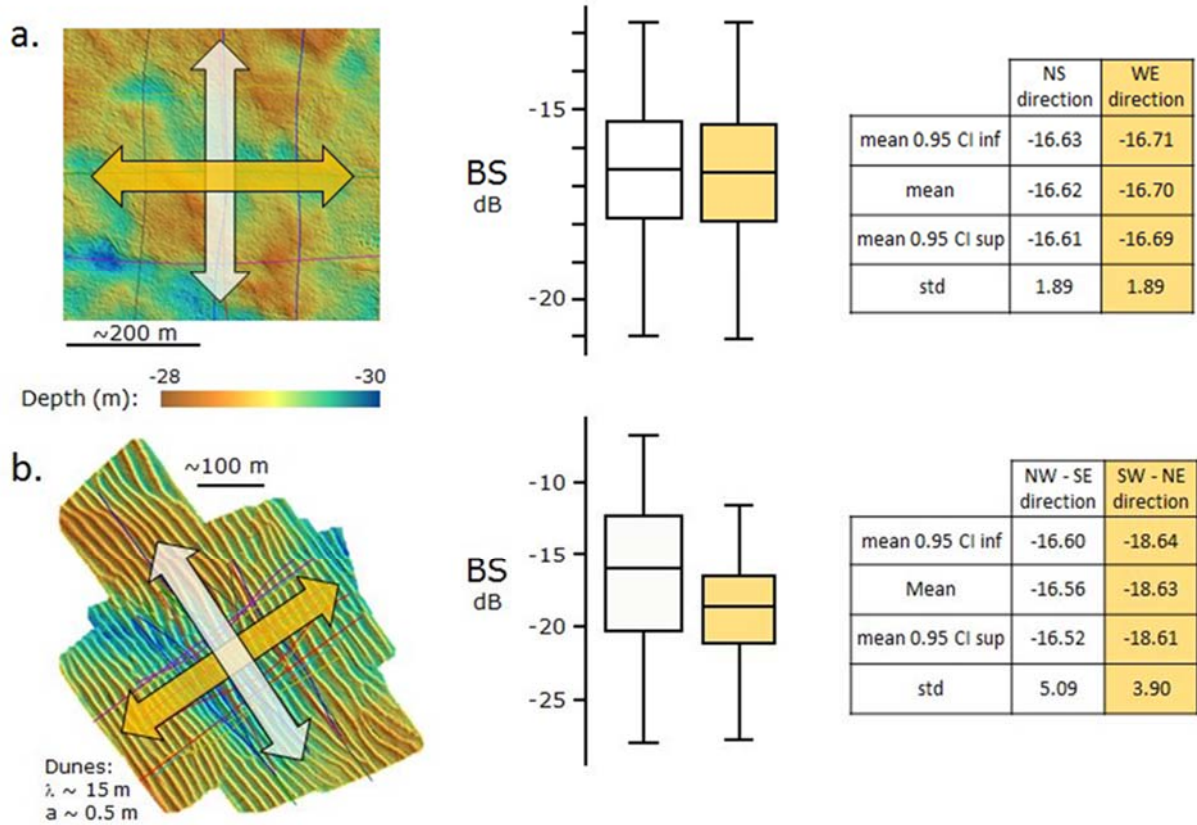 a.
~200 m
-28
-30
Depth (m):
BS
dB
-15
-20
NS direction
WE direction
mean 0.95 CI inf
-16.63
-16.71
mean
-16.62
-16.70
mean 0.95 CI sup
-16.61
-16.69
std
1.89
1.89
b.
~100 m
Dunes:
λ ~ 15 m
a ~ 0.5 m
BS
dB
-10
-15
-20
-25
NW - SE direction
SW - NE direction
mean 0.95 CI inf
-16.60
-18.64
Mean
-16.56
-18.63
mean 0.95 CI sup
-16.52
-18.61
std
5.09
3.90